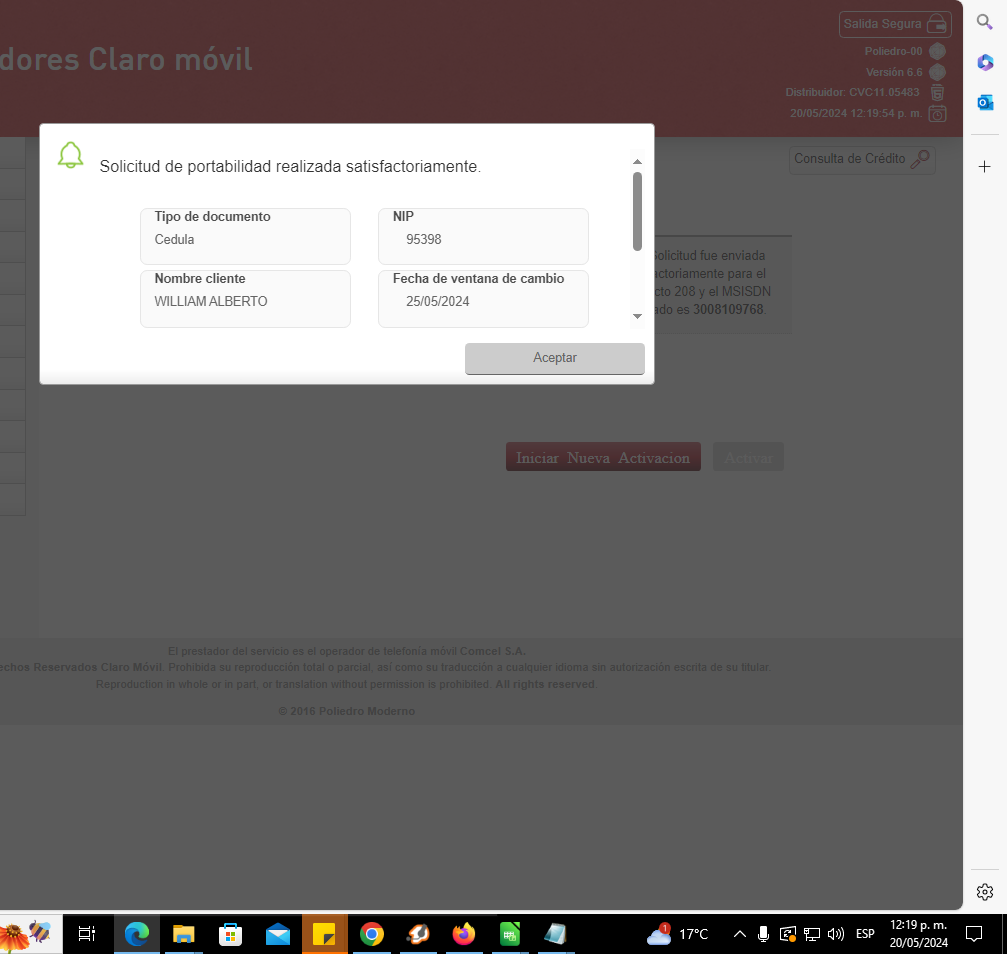 Salida Segura
dores Claro móvil
Poliedro-00
Versión 6.6
Distribuidor: CVC11.05483
20/05/2024 12:19:54 p. m.
Consulta de Crédito
Solicitud de portabilidad realizada satisfactoriamente.
Tipo de documento
Cedula
NIP
95398
Nombre cliente
WILLIAM ALBERTO
Fecha de ventana de cambio
25/05/2024
Aceptar
solicitud fue enviada
actoriamente para el
cto 208 y el MSISDN
ado es 3008109768.
Iniciar Nueva Activacion
Activar
El prestador del servicio es el operador de telefonía móvil Comcel S.A.
echos Reservados Claro Móvil. Prohibida su reproducción total o parcial, así como su traducción a cualquier idioma sin autorización escrita de su titular.
Reproduction in whole or in part, or translation without permission is prohibited. All rights reserved.
© 2016 Poliedro Moderno
1
17°C
ESP
12:19 p. m.
20/05/2024